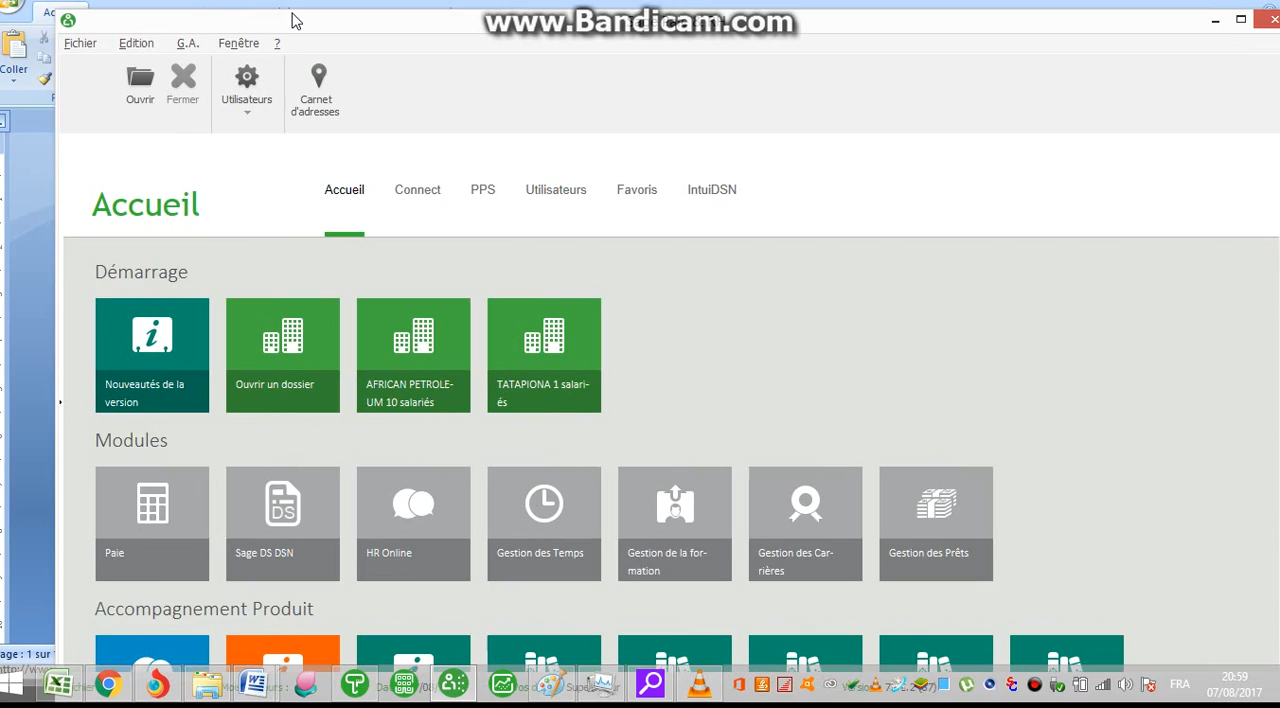 www.Bandicam.com
Fichier Edition G.A. Fenêtre ?
Coller
Ouvrir Fermer Utilisateurs Carnet
d'adresses
Accueil
Accueil Connect PPS Utilisateurs Favoris IntuiDSN
Démarrage
Nouveautés de la
version
Ouvrir un dossier
AFRICAN PETROLE-
UM 10 salariés
TATAPIONA 1 salari-
és
Modules
Paie
Sage DS DSN
HR Online
Gestion des Temps
Gestion de la for-
mation
Gestion des Car-
rières
Gestion des Prêts
Accompagnement Produit
age : 1 sur
FRA
20:59
07/08/2017